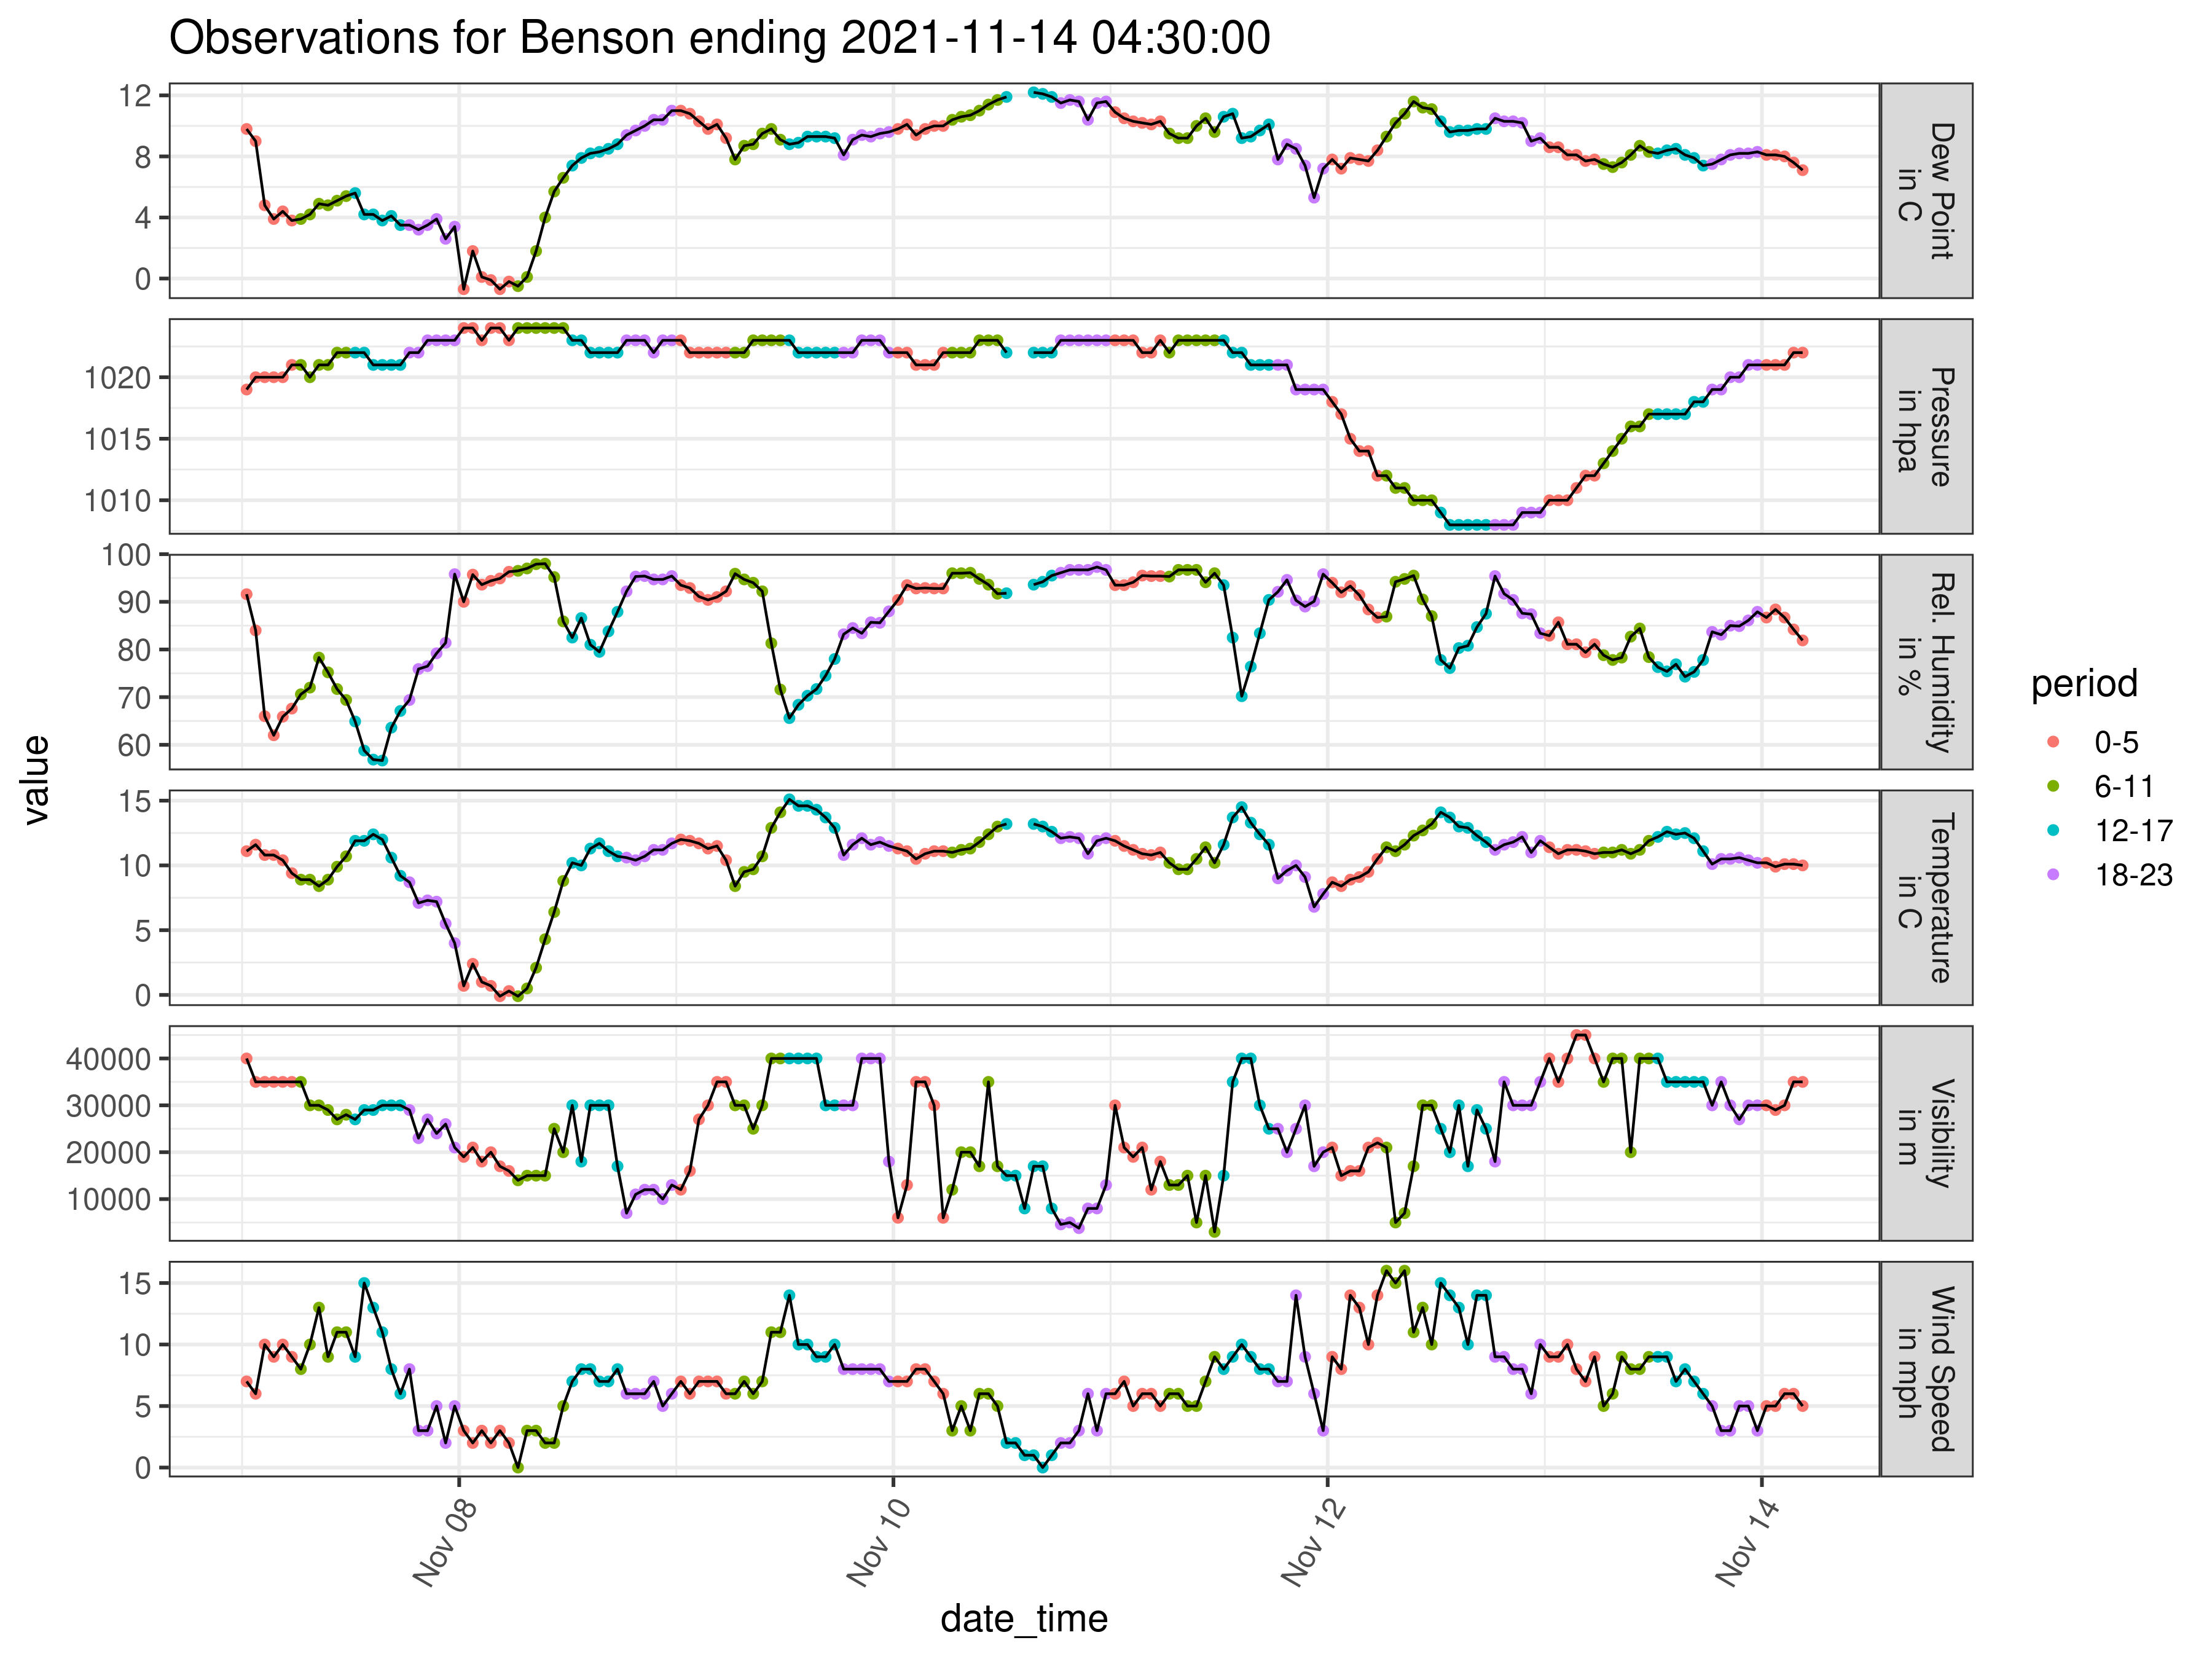 Observations for Benson ending 2021-11-14 04:30:00
value
12
8
4
0
Dew Point
in C
1020
1015
1010
Pressure
in hpa
100
90
80
70
60
Rel. Humidity
in %
15
10
5
0
Temperature
in C
40000
30000
20000
10000
Visibility
in m
15
10
5
0
Wind Speed
in mph
Nov 08
Nov 10
Nov 12
Nov 14
date_time
period
0-5
6-11
12-17
18-23